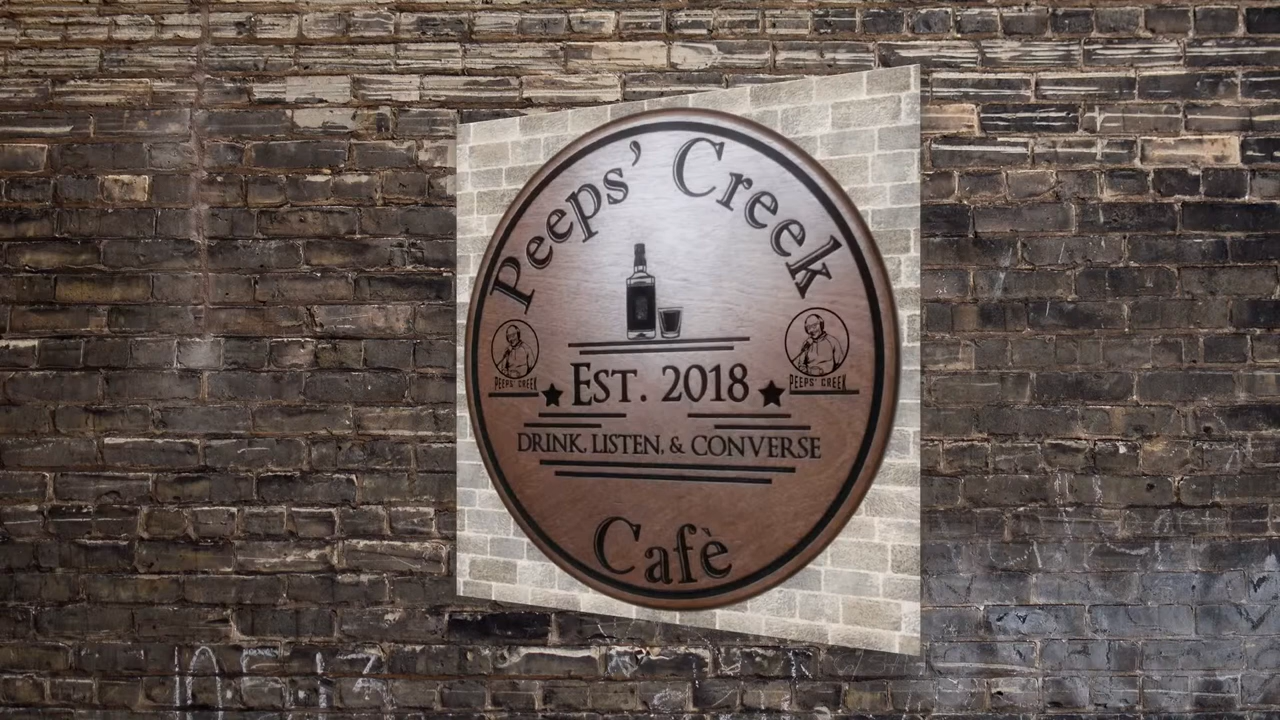 Peeps' Creek
PEEPS' CREEK
PEEPS' CREEK
EST. 2018
DRINK, LISTEN, & CONVERSE
Cafè